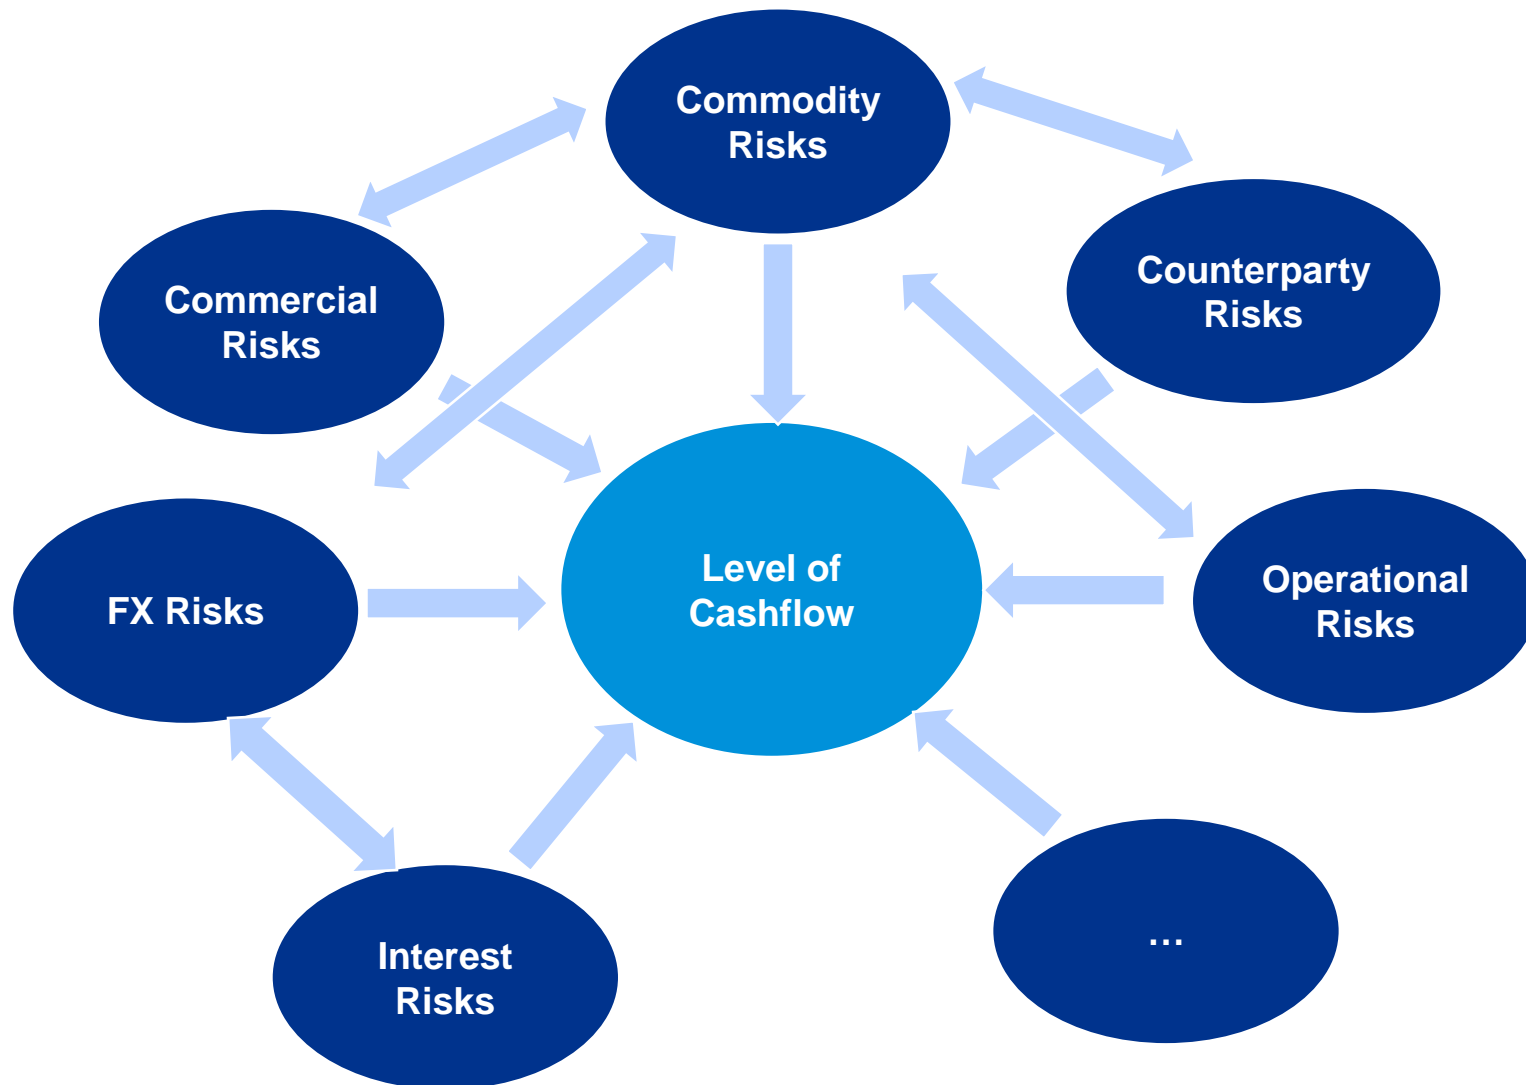 Commodity
Risks
Counterparty
Risks
Commercial
Risks
Level of
Cashflow
Operational
Risks
FX Risks
Interest
Risks
...